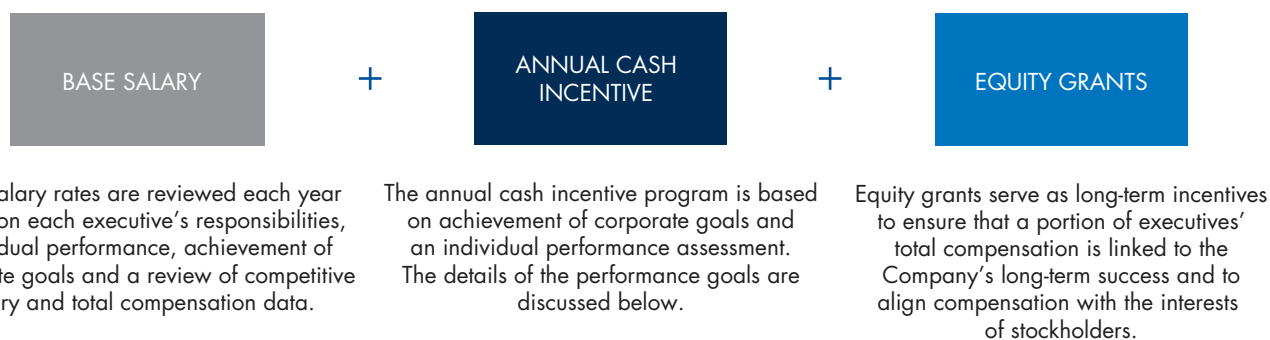 BASE SALARY
+
ANNUAL CASH
INCENTIVE
+
EQUITY GRANTS
rates are reviewed each year
on each executive’s responsibilities,
performance, achievement of
goals and a review of competitive
and total compensation data.
The annual cash incentive program is based
on achievement of corporate goals and
an individual performance assessment.
The details of the performance goals are
discussed below.
Equity grants serve as long-term incentives
to ensure that a portion of executives’
total compensation is linked to the
Company’s long-term success and to
align compensation with the interests
of stockholders.